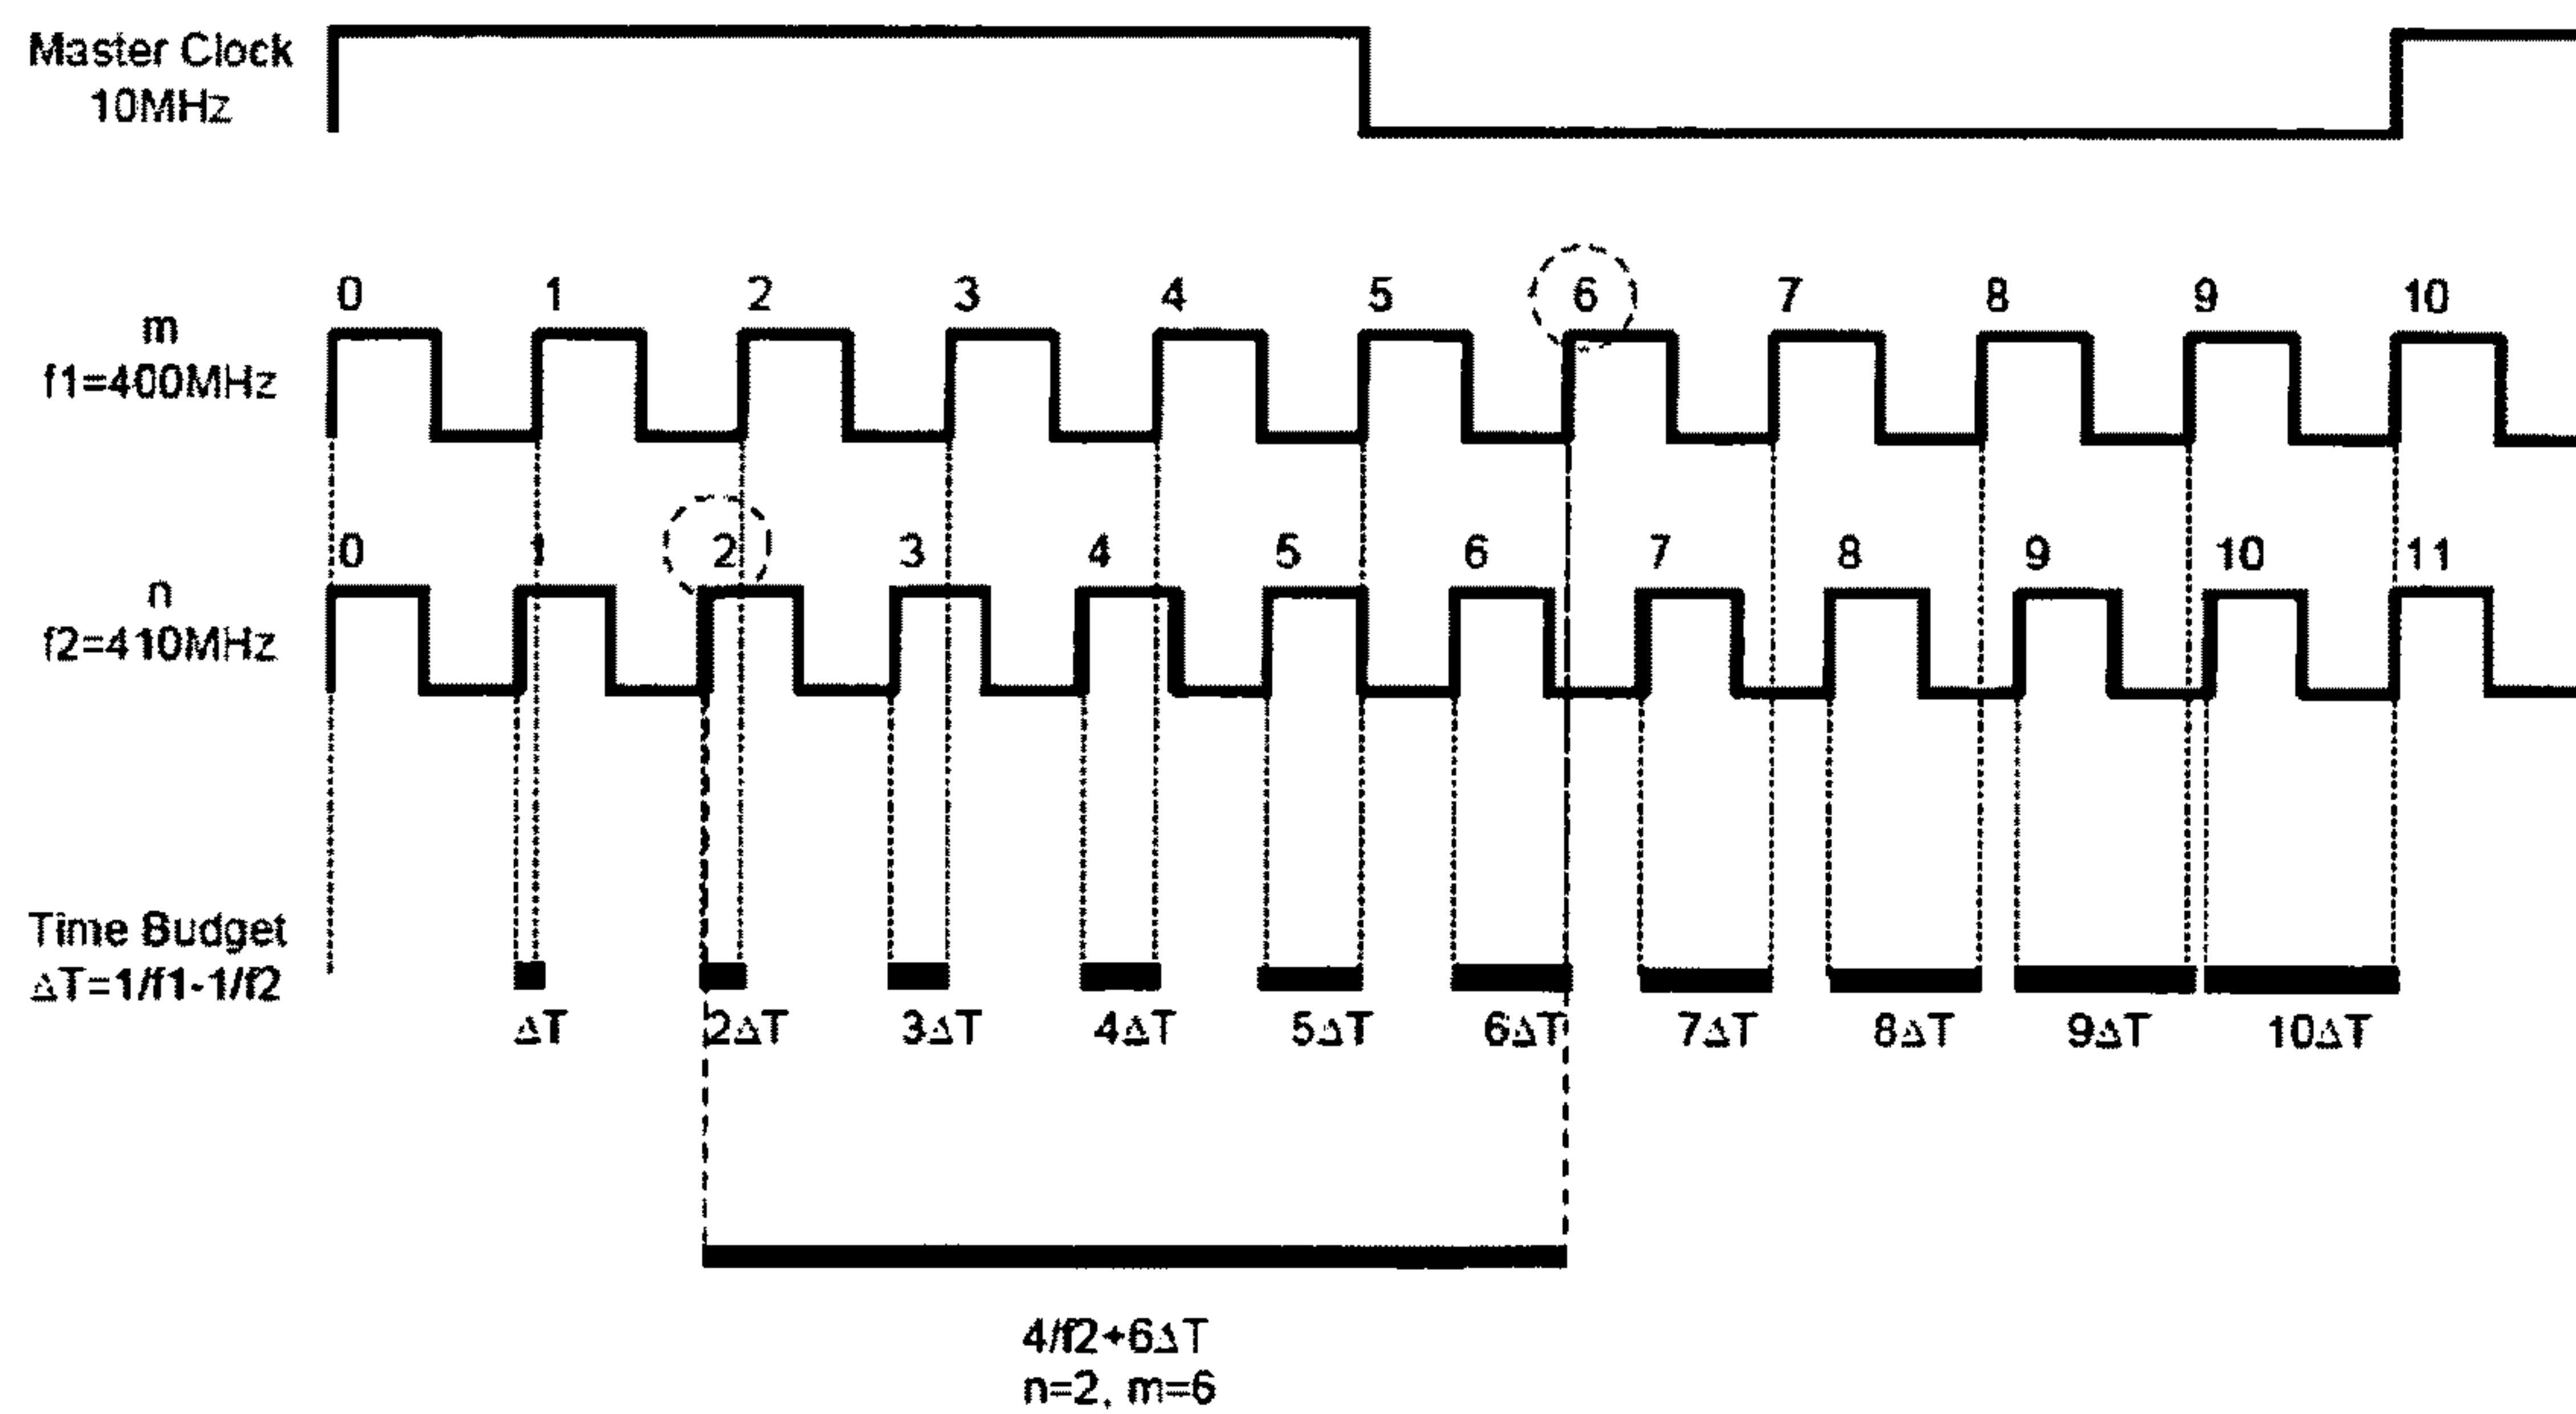 Master Clock
10MHz
0 1 2 3 4 5 6 7 8 9 10
m
f1=400MHz
0 1 2 3 4 5 6 7 8 9 10 11
n
f2=410MHz
Time Budget
ΔT=1/f1-1/f2
ΔT 2ΔT 3ΔT 4ΔT 5ΔT 6ΔT 7ΔT 8ΔT 9ΔT 10ΔT
4/f2+6ΔT
n=2, m=6